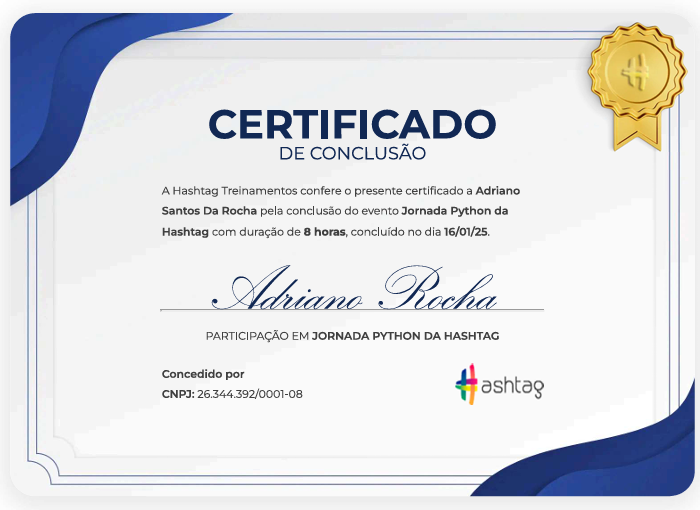 CERTIFICADO
DE CONCLUSÃO
A Hashtag Treinamentos confere o presente certificado a Adriano
Santos Da Rocha pela conclusão do evento Jornada Python da
Hashtag com duração de 8 horas, concluído no dia 16/01/25.
Adriano Rocha
PARTICIPAÇÃO EM JORNADA PYTHON DA HASHTAG
Concedido por
CNPJ: 26.344.392/0001-08
#ashtag